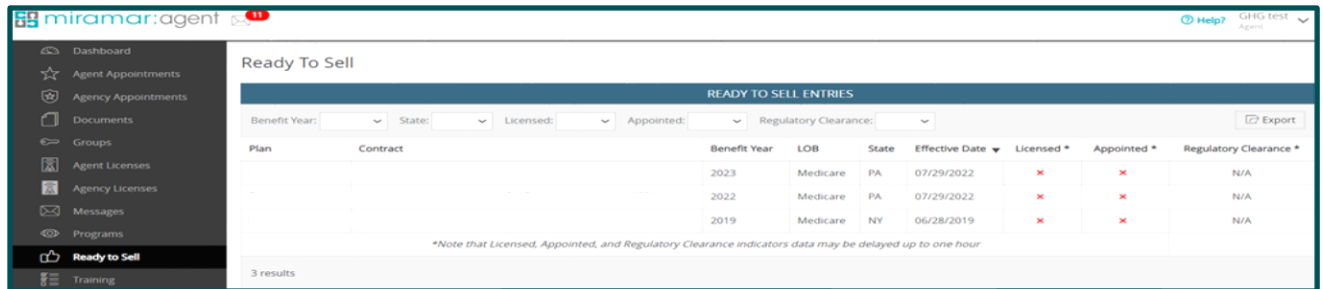 miramar:agent 11 Help? GHG test
Agent
Dashboard
Agent Appointments
Agency Appointments
Documents
Groups
Agent Licenses
Agency Licenses
Messages
Programs
Ready to Sell
Training
Ready To Sell
READY TO SELL ENTRIES
Benefit Year: State: Licensed: Appointed: Regulatory Clearance: Export
Plan Contract Benefit Year LOB State Effective Date Licensed * Appointed * Regulatory Clearance *
2023 Medicare PA 07/29/2022 × × N/A
2022 Medicare PA 07/29/2022 × × N/A
2019 Medicare NY 06/28/2019 × × N/A
*Note that Licensed, Appointed, and Regulatory Clearance indicators data may be delayed up to one hour
3 results